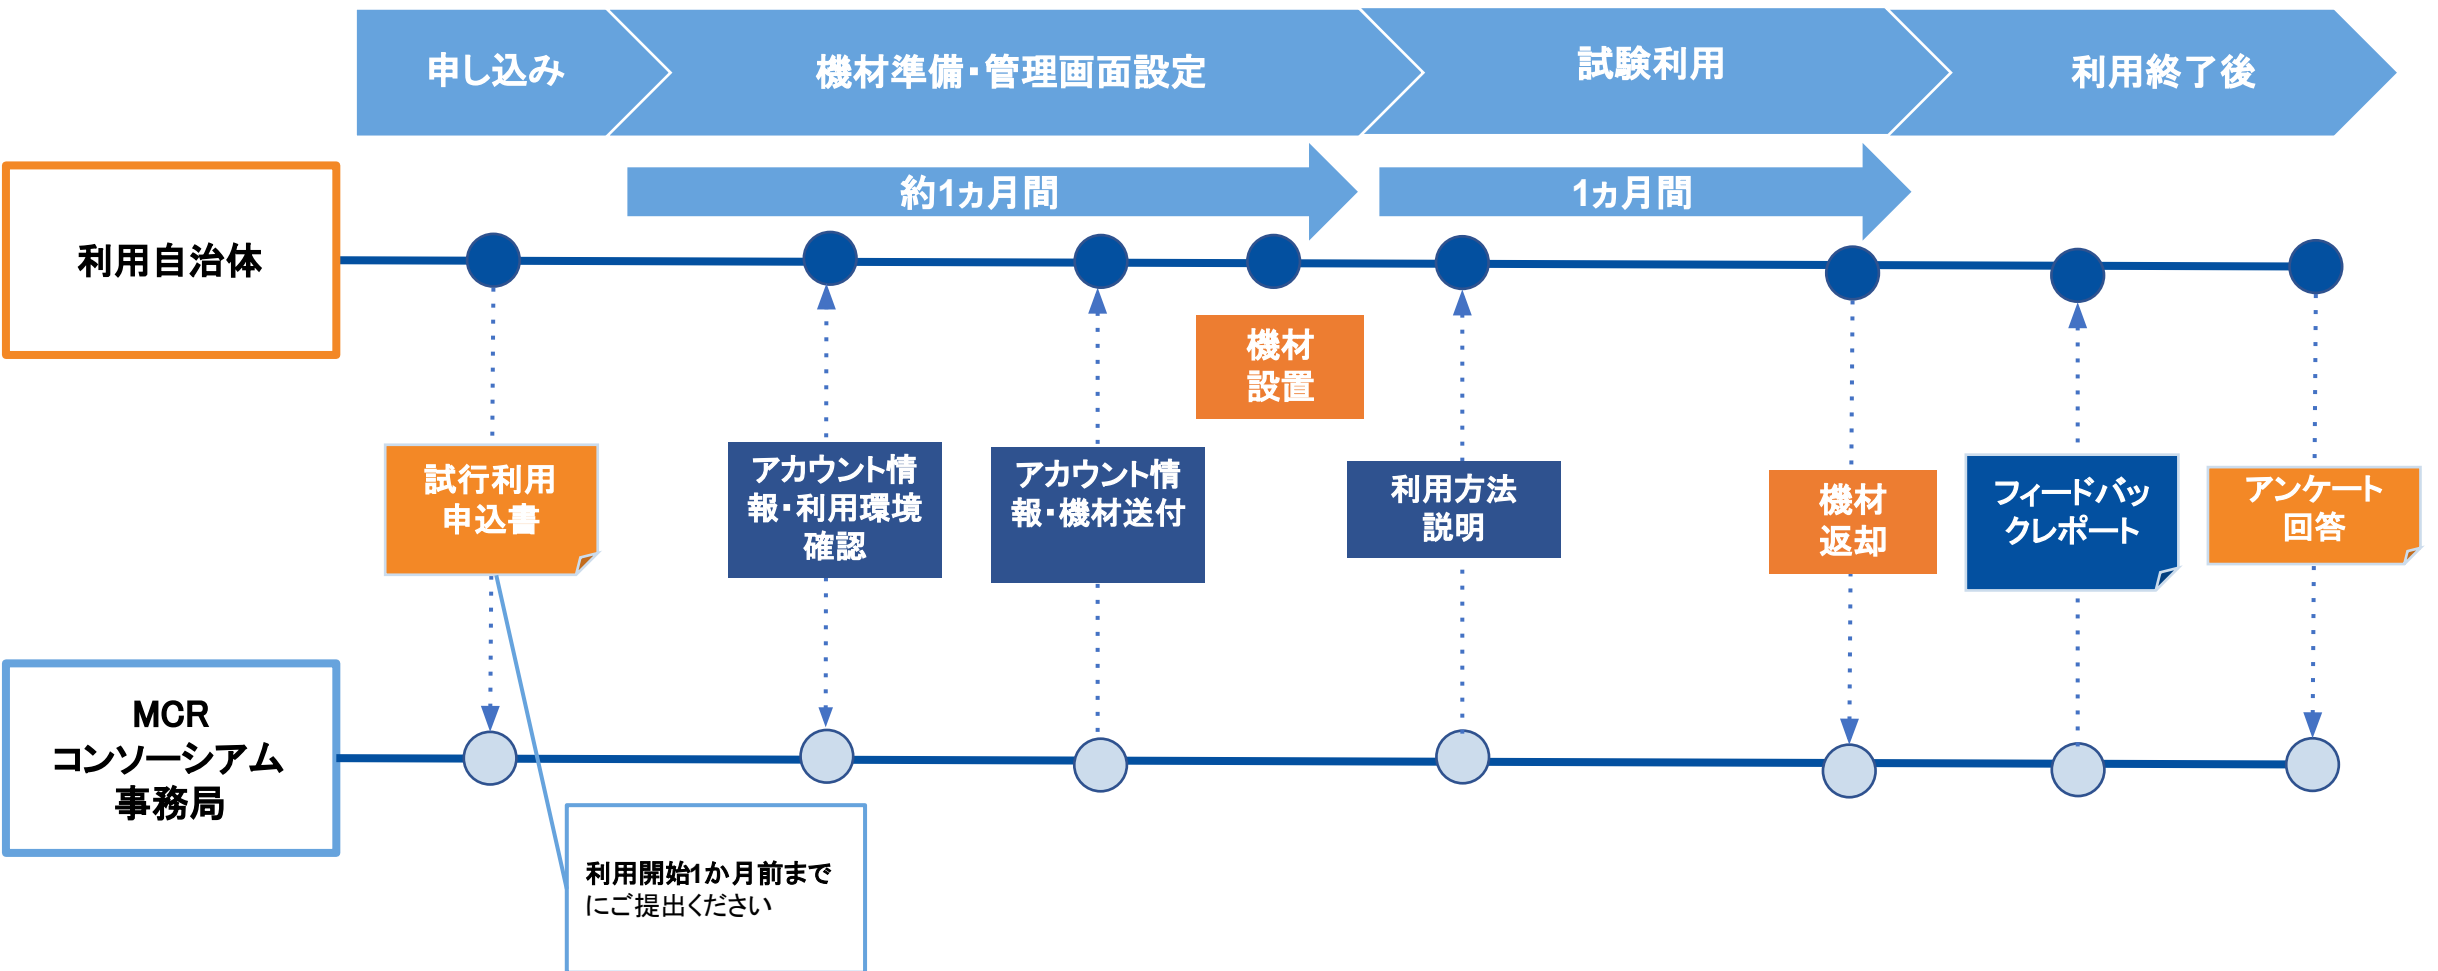 申し込み
機材準備・管理画面設定
試験利用
利用終了後
約1ヵ月間
1ヵ月間
利用自治体
機材
設置
試行利用
申込書
アカウント情
報・利用環境
確認
アカウント情
報・機材送付
利用方法
説明
機材
返却
フィードバッ
クレポート
アンケート
回答
MCR
コンソーシアム
事務局
利用開始1か月前まで
にご提出ください